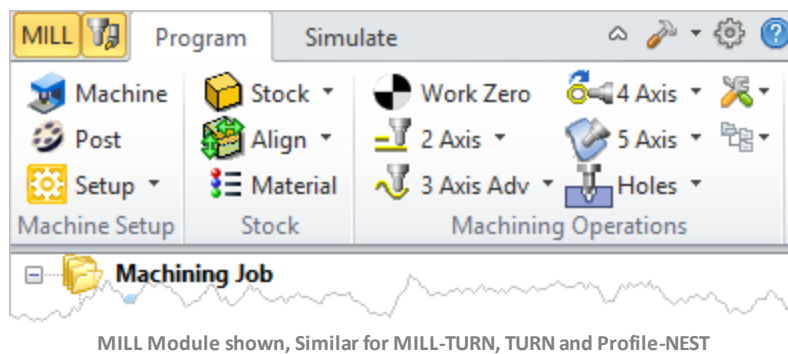 MILL Program Simulate
Machine Stock Work Zero 4 Axis
Post Align 2 Axis 5 Axis
Setup Material 3 Axis Adv Holes
Machine Setup Stock Machining Operations
Machining Job
MILL Module shown, Similar for MILL-TURN, TURN and Profile-NEST